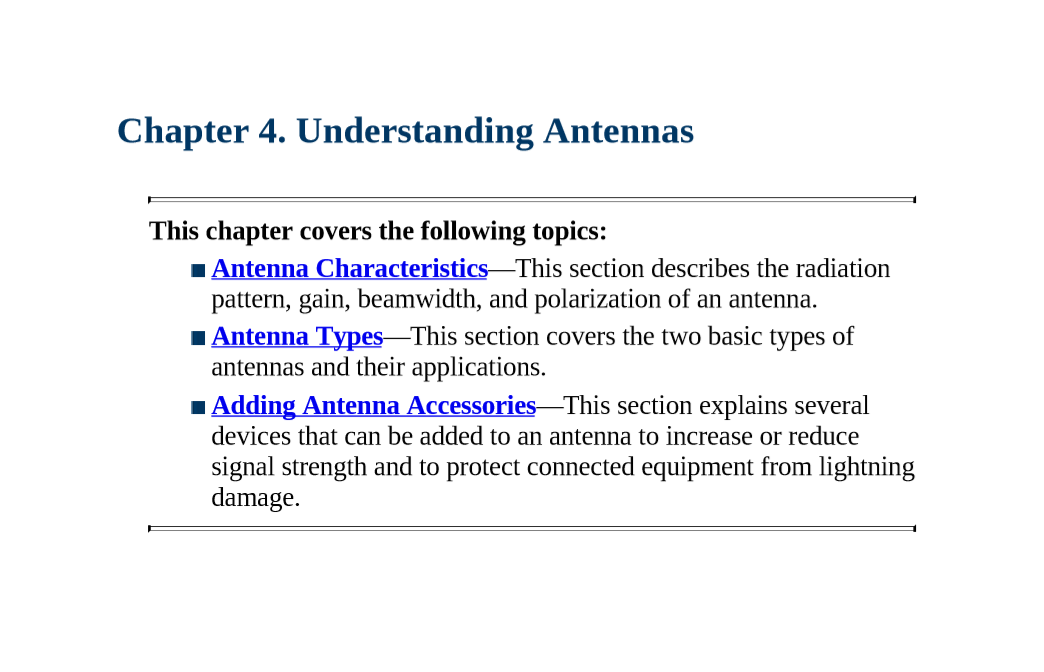 Chapter 4. Understanding Antennas
This chapter covers the following topics:
■ Antenna Characteristics—This section describes the radiation
pattern, gain, beamwidth, and polarization of an antenna.
■ Antenna Types—This section covers the two basic types of
antennas and their applications.
■ Adding Antenna Accessories—This section explains several
devices that can be added to an antenna to increase or reduce
signal strength and to protect connected equipment from lightning
damage.